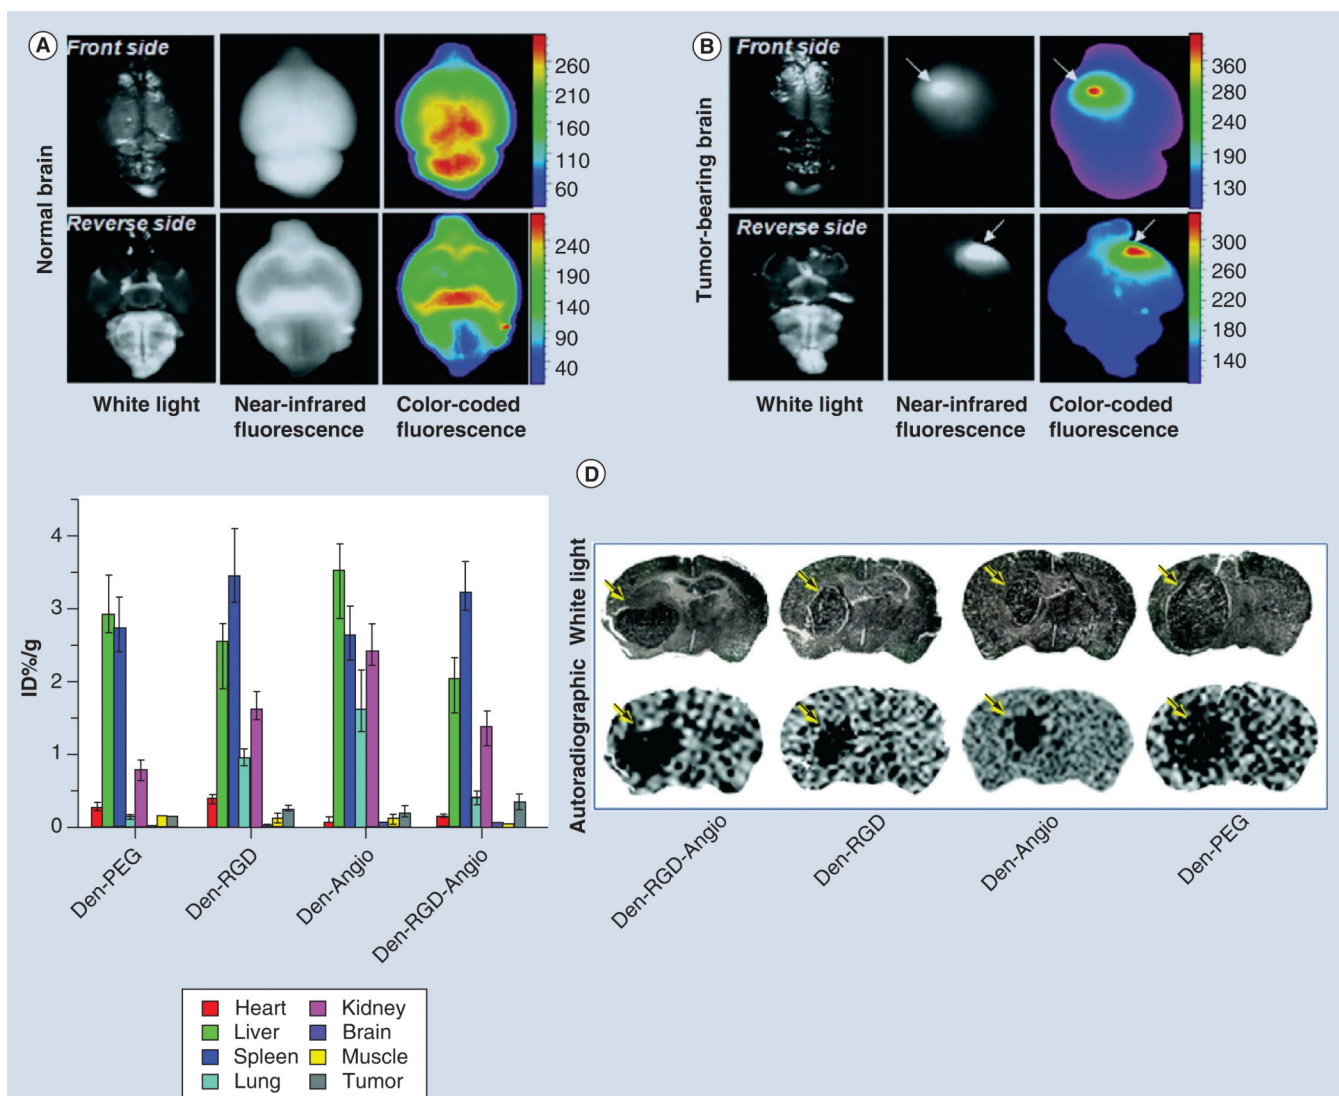 A
Front side
260
210
160
110
60
Normal brain
Reverse side
240
190
140
90
40
White light
Near-infrared
fluorescence
Color-coded
fluorescence
B
Front side
360
280
240
190
130
Tumor-bearing brain
Reverse side
300
260
220
180
140
White light
Near-infrared
fluorescence
Color-coded
fluorescence
4
3
2
1
0
ID%/g
Den-PEG
Den-RGD
Den-Angio
Den-RGD-Angio
Heart
Liver
Spleen
Lung
Kidney
Brain
Muscle
Tumor
D
White light
Autoradiographic
Den-RGD-Angio
Den-RGD
Den-Angio
Den-PEG